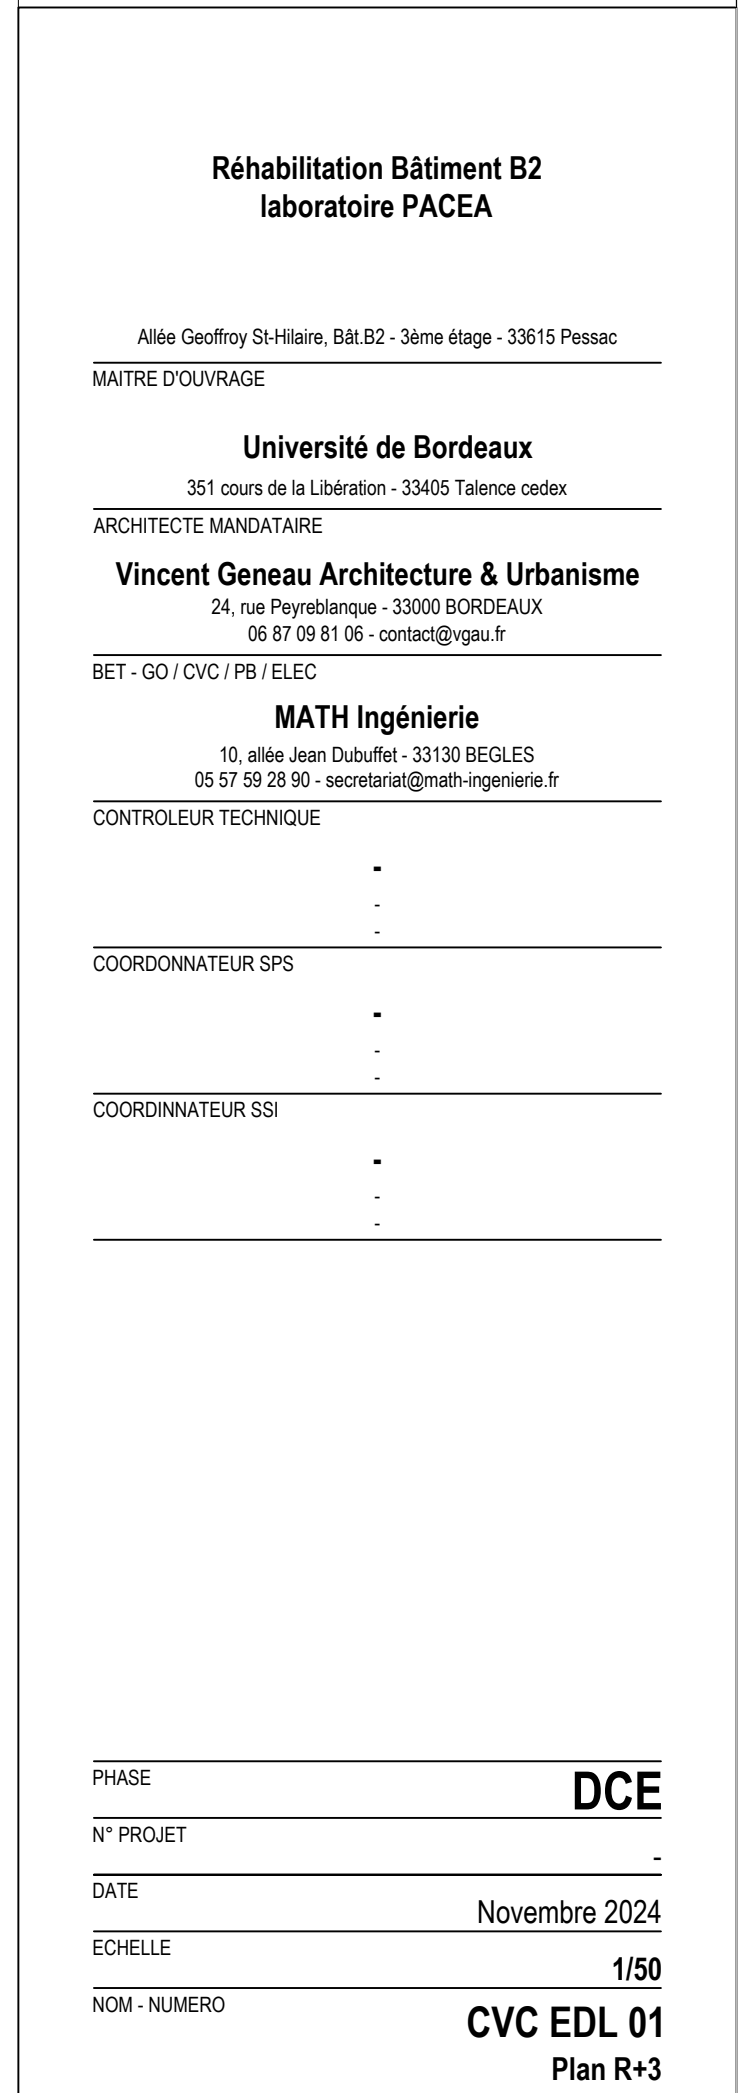 Réhabilitation Bâtiment B2
laboratoire PACEA
Allée Geoffroy St-Hilaire, Bât.B2 - 3ème étage - 33615 Pessac
MAITRE D'OUVRAGE
Université de Bordeaux
351 cours de la Libération - 33405 Talence cedex
ARCHITECTE MANDATAIRE
Vincent Geneau Architecture & Urbanisme
24, rue Peyreblanque - 33000 BORDEAUX
06 87 09 81 06 - contact@vgau.fr
BET - GO / CVC / PB / ELEC
MATH Ingénierie
10, allée Jean Dubuffet - 33130 BEGLES
05 57 59 28 90 - secretariat@math-ingenierie.fr
CONTROLEUR TECHNIQUE
-
-
-
COORDONNATEUR SPS
-
-
-
COORDINNATEUR SSI
-
-
-
PHASE
DCE
N° PROJET
-
DATE
Novembre 2024
ECHELLE
1/50
NOM - NUMERO
CVC EDL 01
Plan R+3